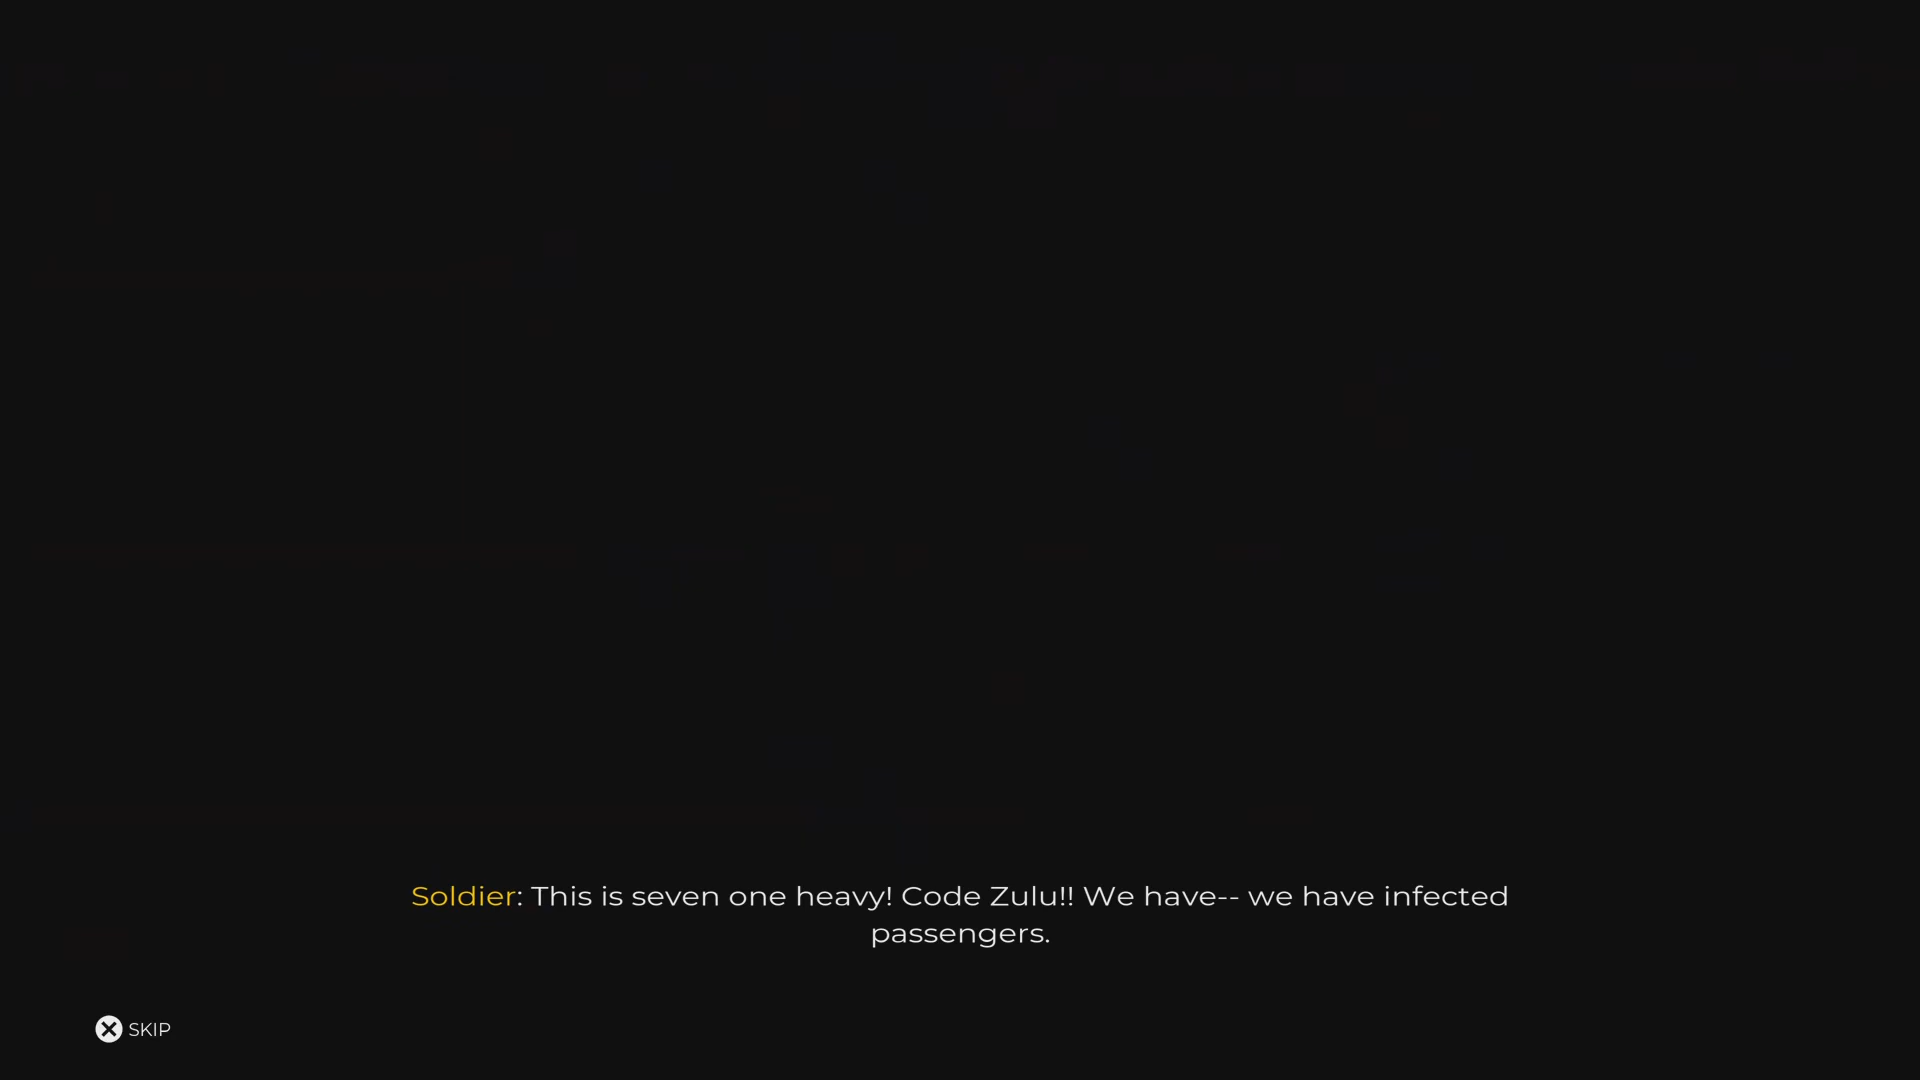 Soldier: This is seven one heavy! Code Zulu!! We have-- we have infected
passengers.
SKIP